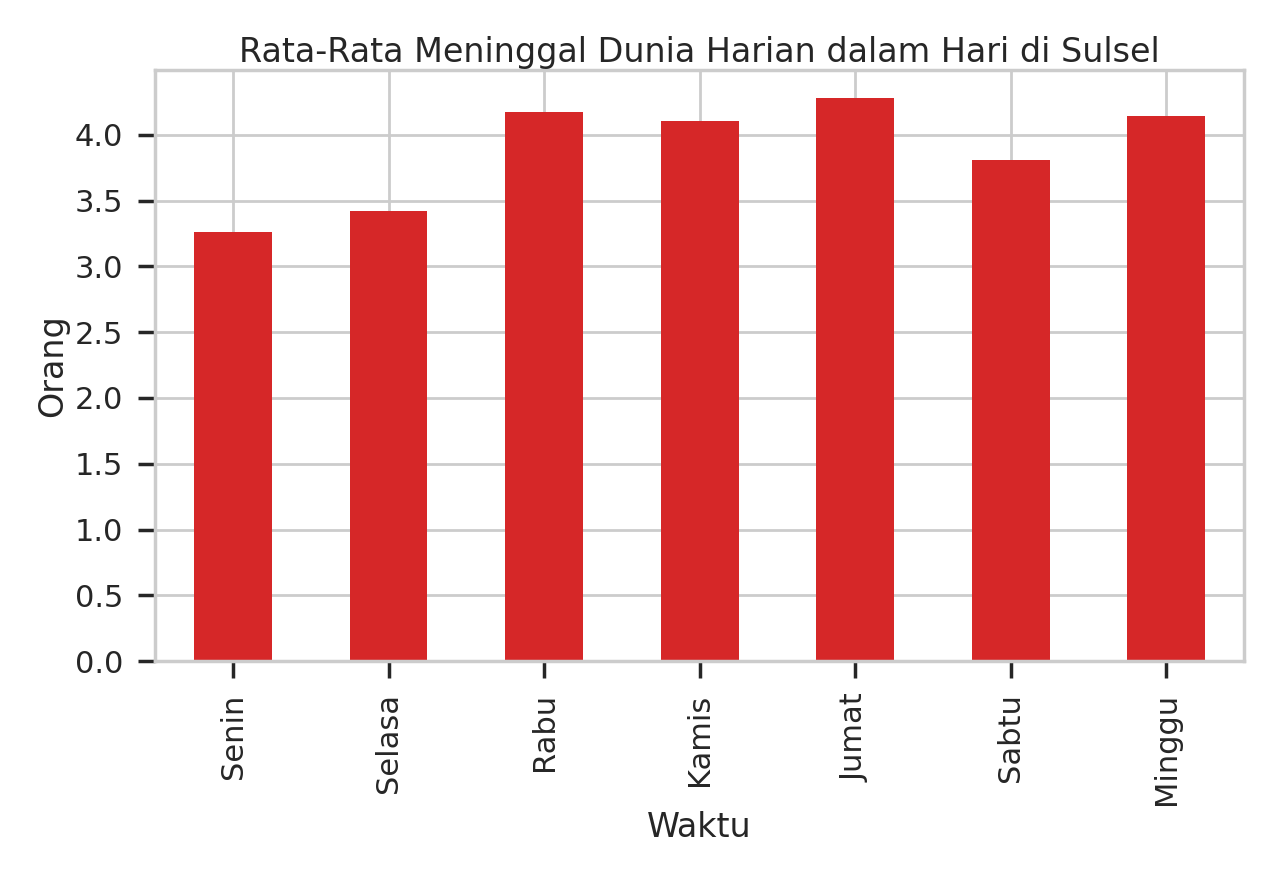 Rata-Rata Meninggal Dunia Harian dalam Hari di Sulsel
Orang
4.0
3.5
3.0
2.5
2.0
1.5
1.0
0.5
0.0
Senin
Selasa
Rabu
Kamis
Jumat
Sabtu
Minggu
Waktu